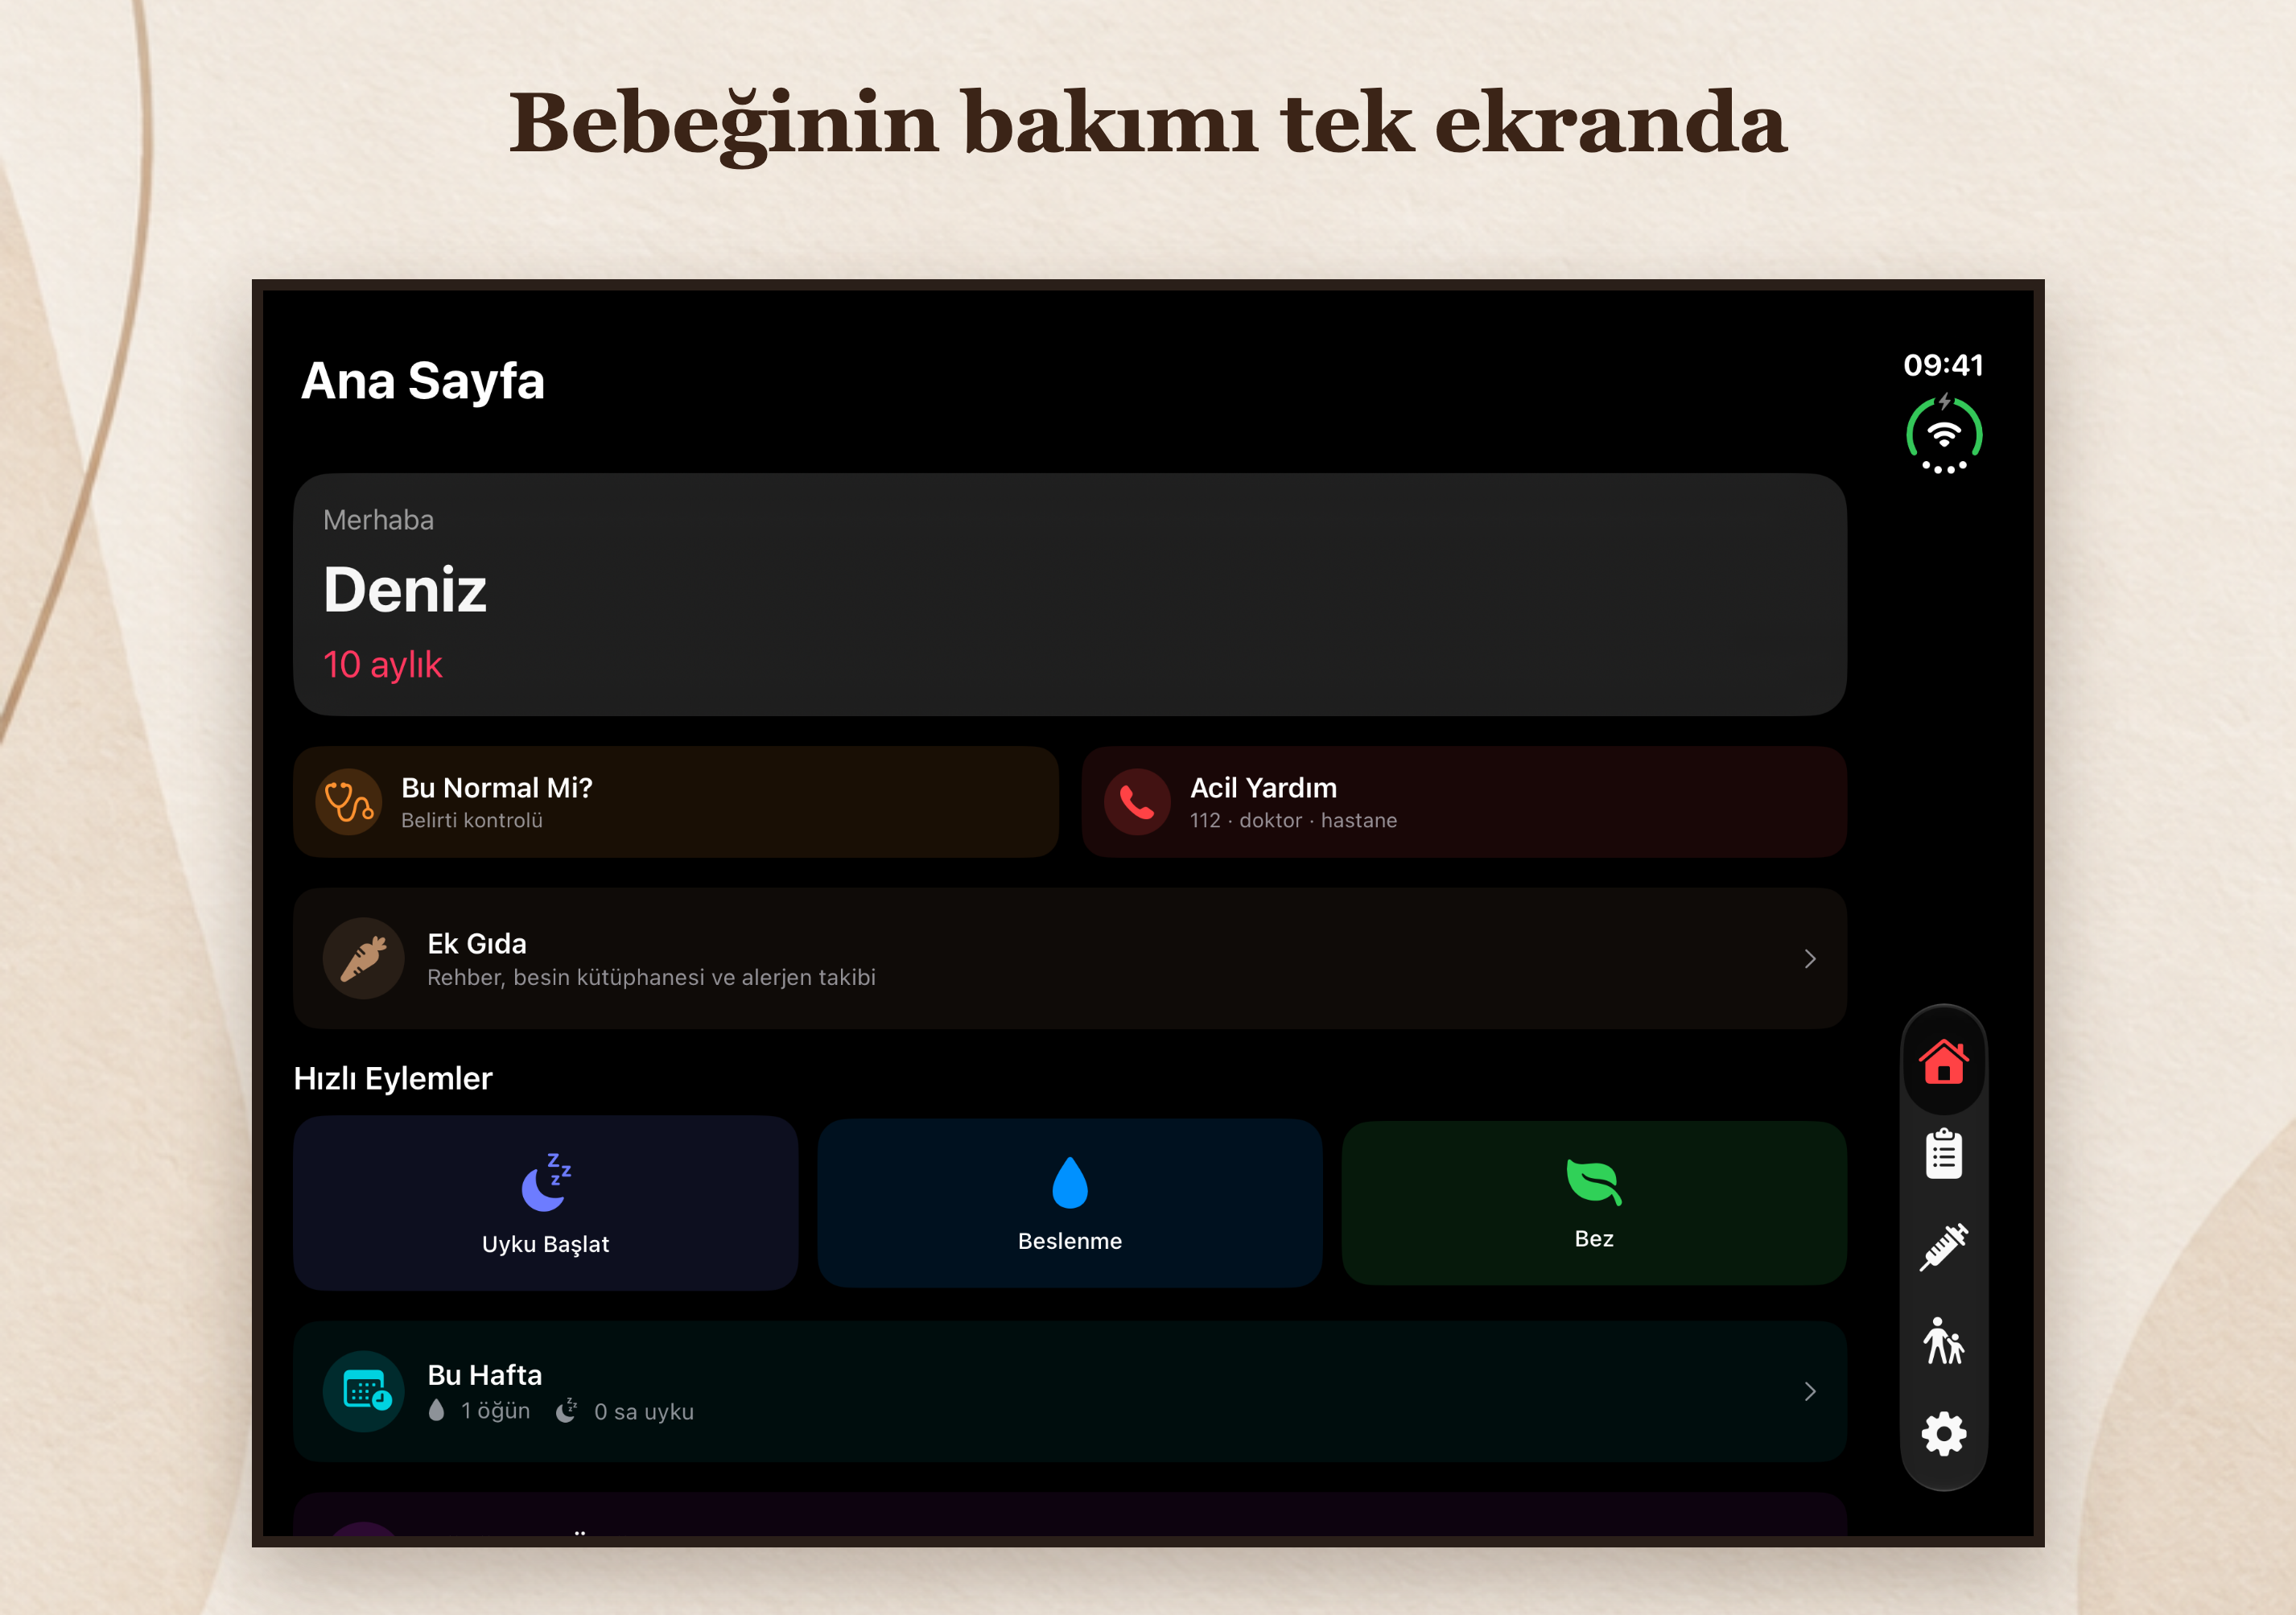 Bebeğinin bakımı tek ekranda
Ana Sayfa
09:41
Merhaba
Deniz
10 aylık
Bu Normal Mi?
Belirti kontrolü
Acil Yardım
112 · doktor · hastane
Ek Gıda
Rehber, besin kütüphanesi ve alerjen takibi
Hızlı Eylemler
Uyku Başlat
Beslenme
Bez
Bu Hafta
1 öğün 0 sa uyku